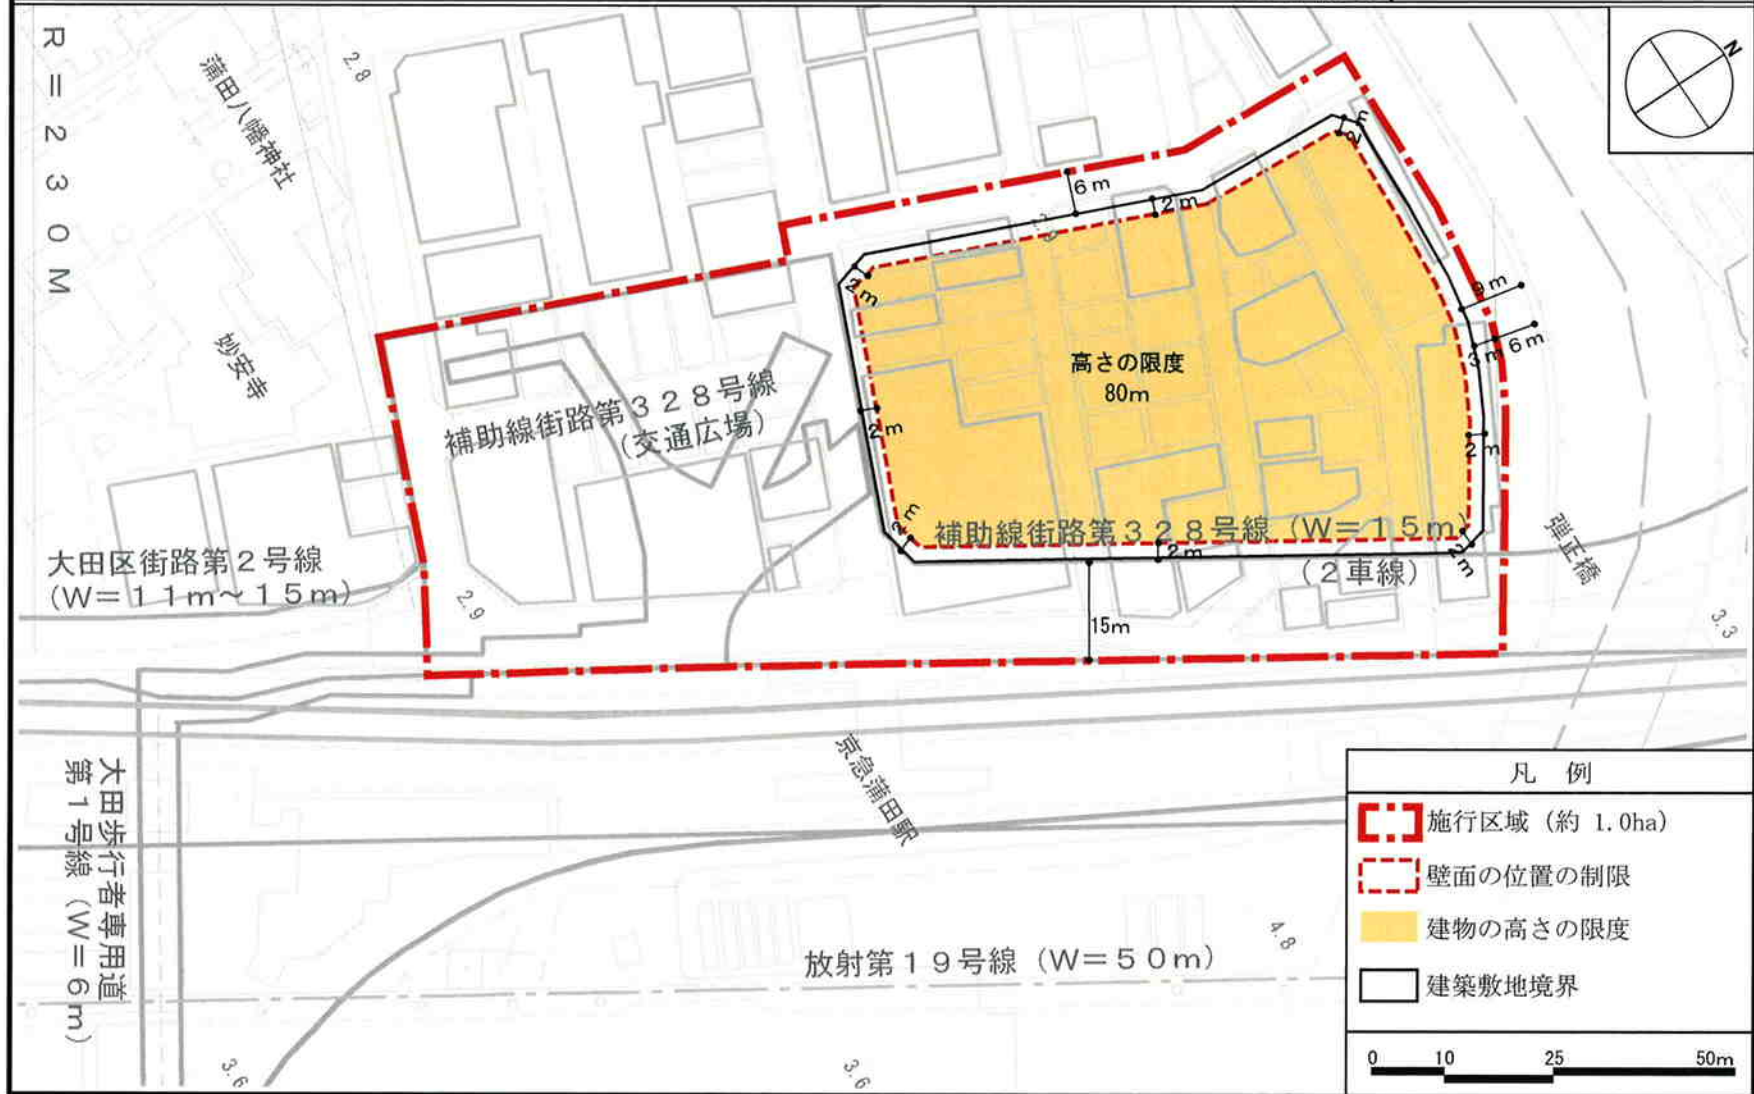 R＝230M
蒲田八幡神社
2.8
N
6m
2m
2m
2m
9m
3m
6m
妙安寺
高さの限度
80m
補助線街路第３２８号線
（交通広場）
2m
2m
2m
補助線街路第３２８号線（W＝１５m）
（２車線）
2m
2m
15m
弾正橋
3.3
大田区街路第２号線
（W＝１１m～１５m）
2.9
京急蒲田駅
大田歩行者専用道
第１号線（W＝６m）
放射第１９号線（W＝５０m）
4.8
3.6
3.6
凡 例
施行区域（約 1.0ha）
壁面の位置の制限
建物の高さの限度
建築敷地境界
0 10 25 50m